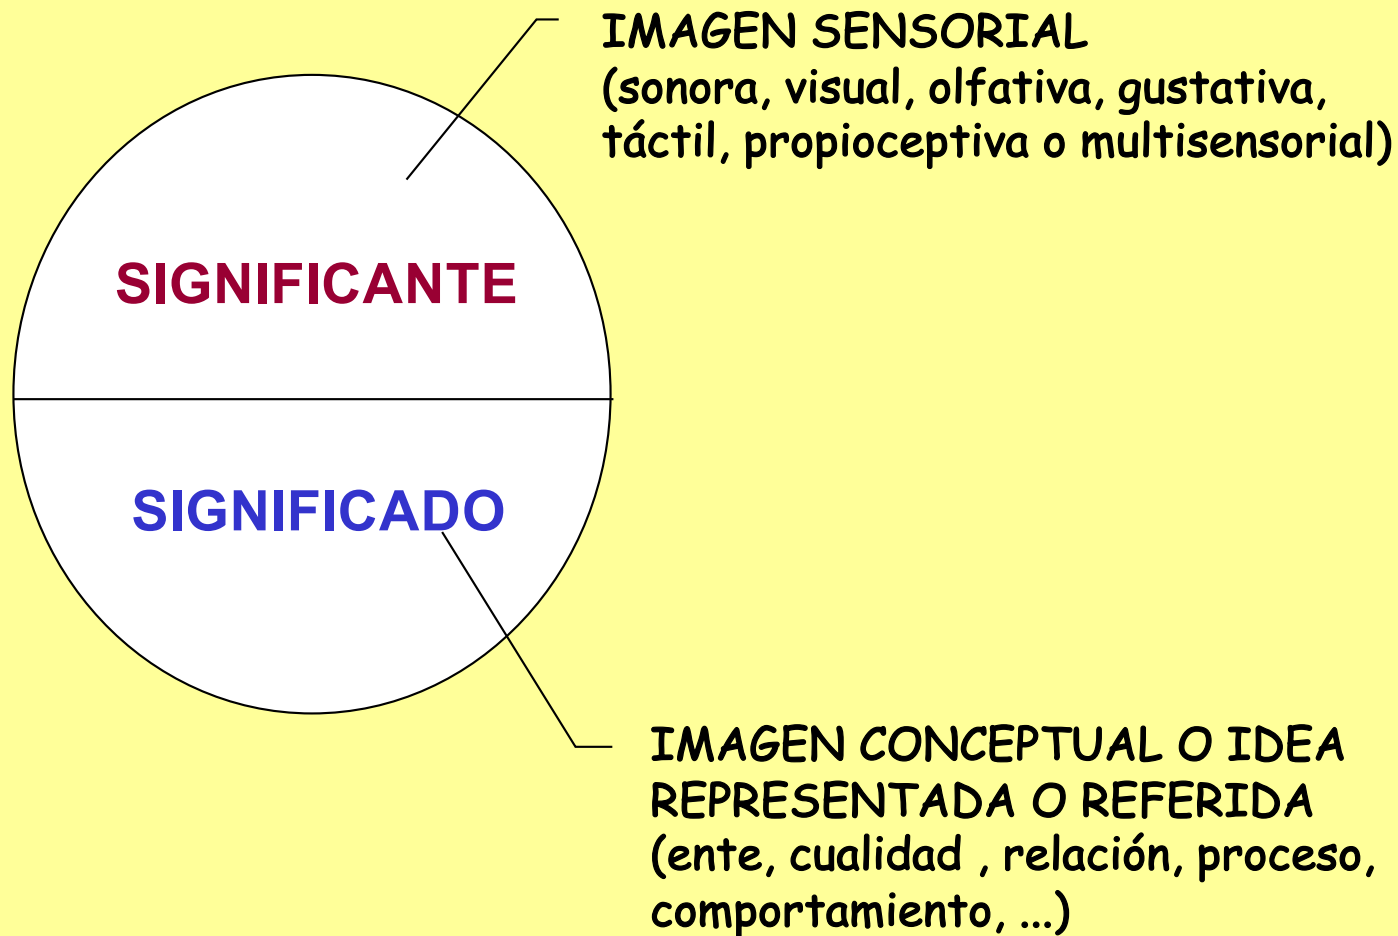 IMAGEN SENSORIAL
(sonora, visual, olfativa, gustativa,
táctil, propioceptiva o multisensorial)
SIGNIFICANTE
SIGNIFICADO
IMAGEN CONCEPTUAL O IDEA
REPRESENTADA O REFERIDA
(ente, cualidad , relación, proceso,
comportamiento, ...)